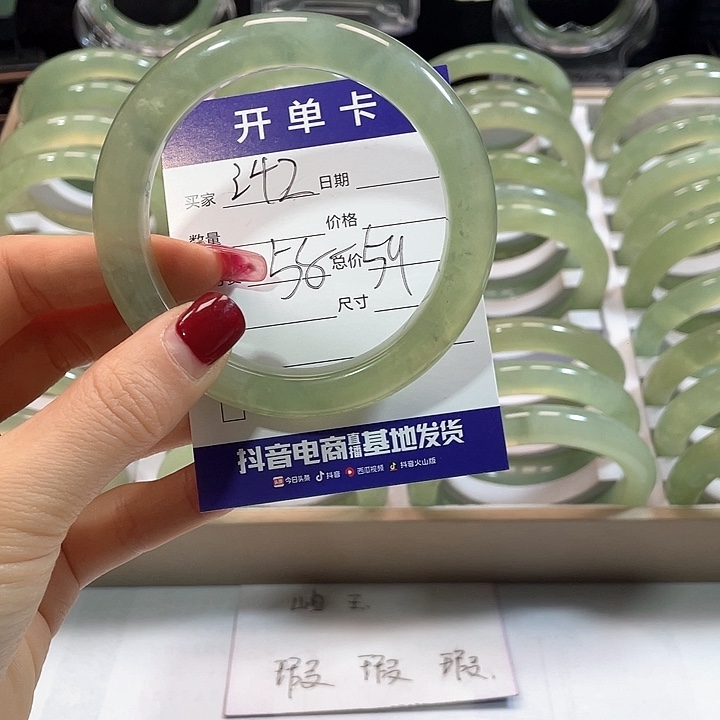 开单卡
买家 342 日期
数量 价格
56-54 总价
尺寸
抖音电商直播基地发货
今日头条 抖音 西瓜视频 抖音火山版
岫玉
瑕 瑕 瑕.